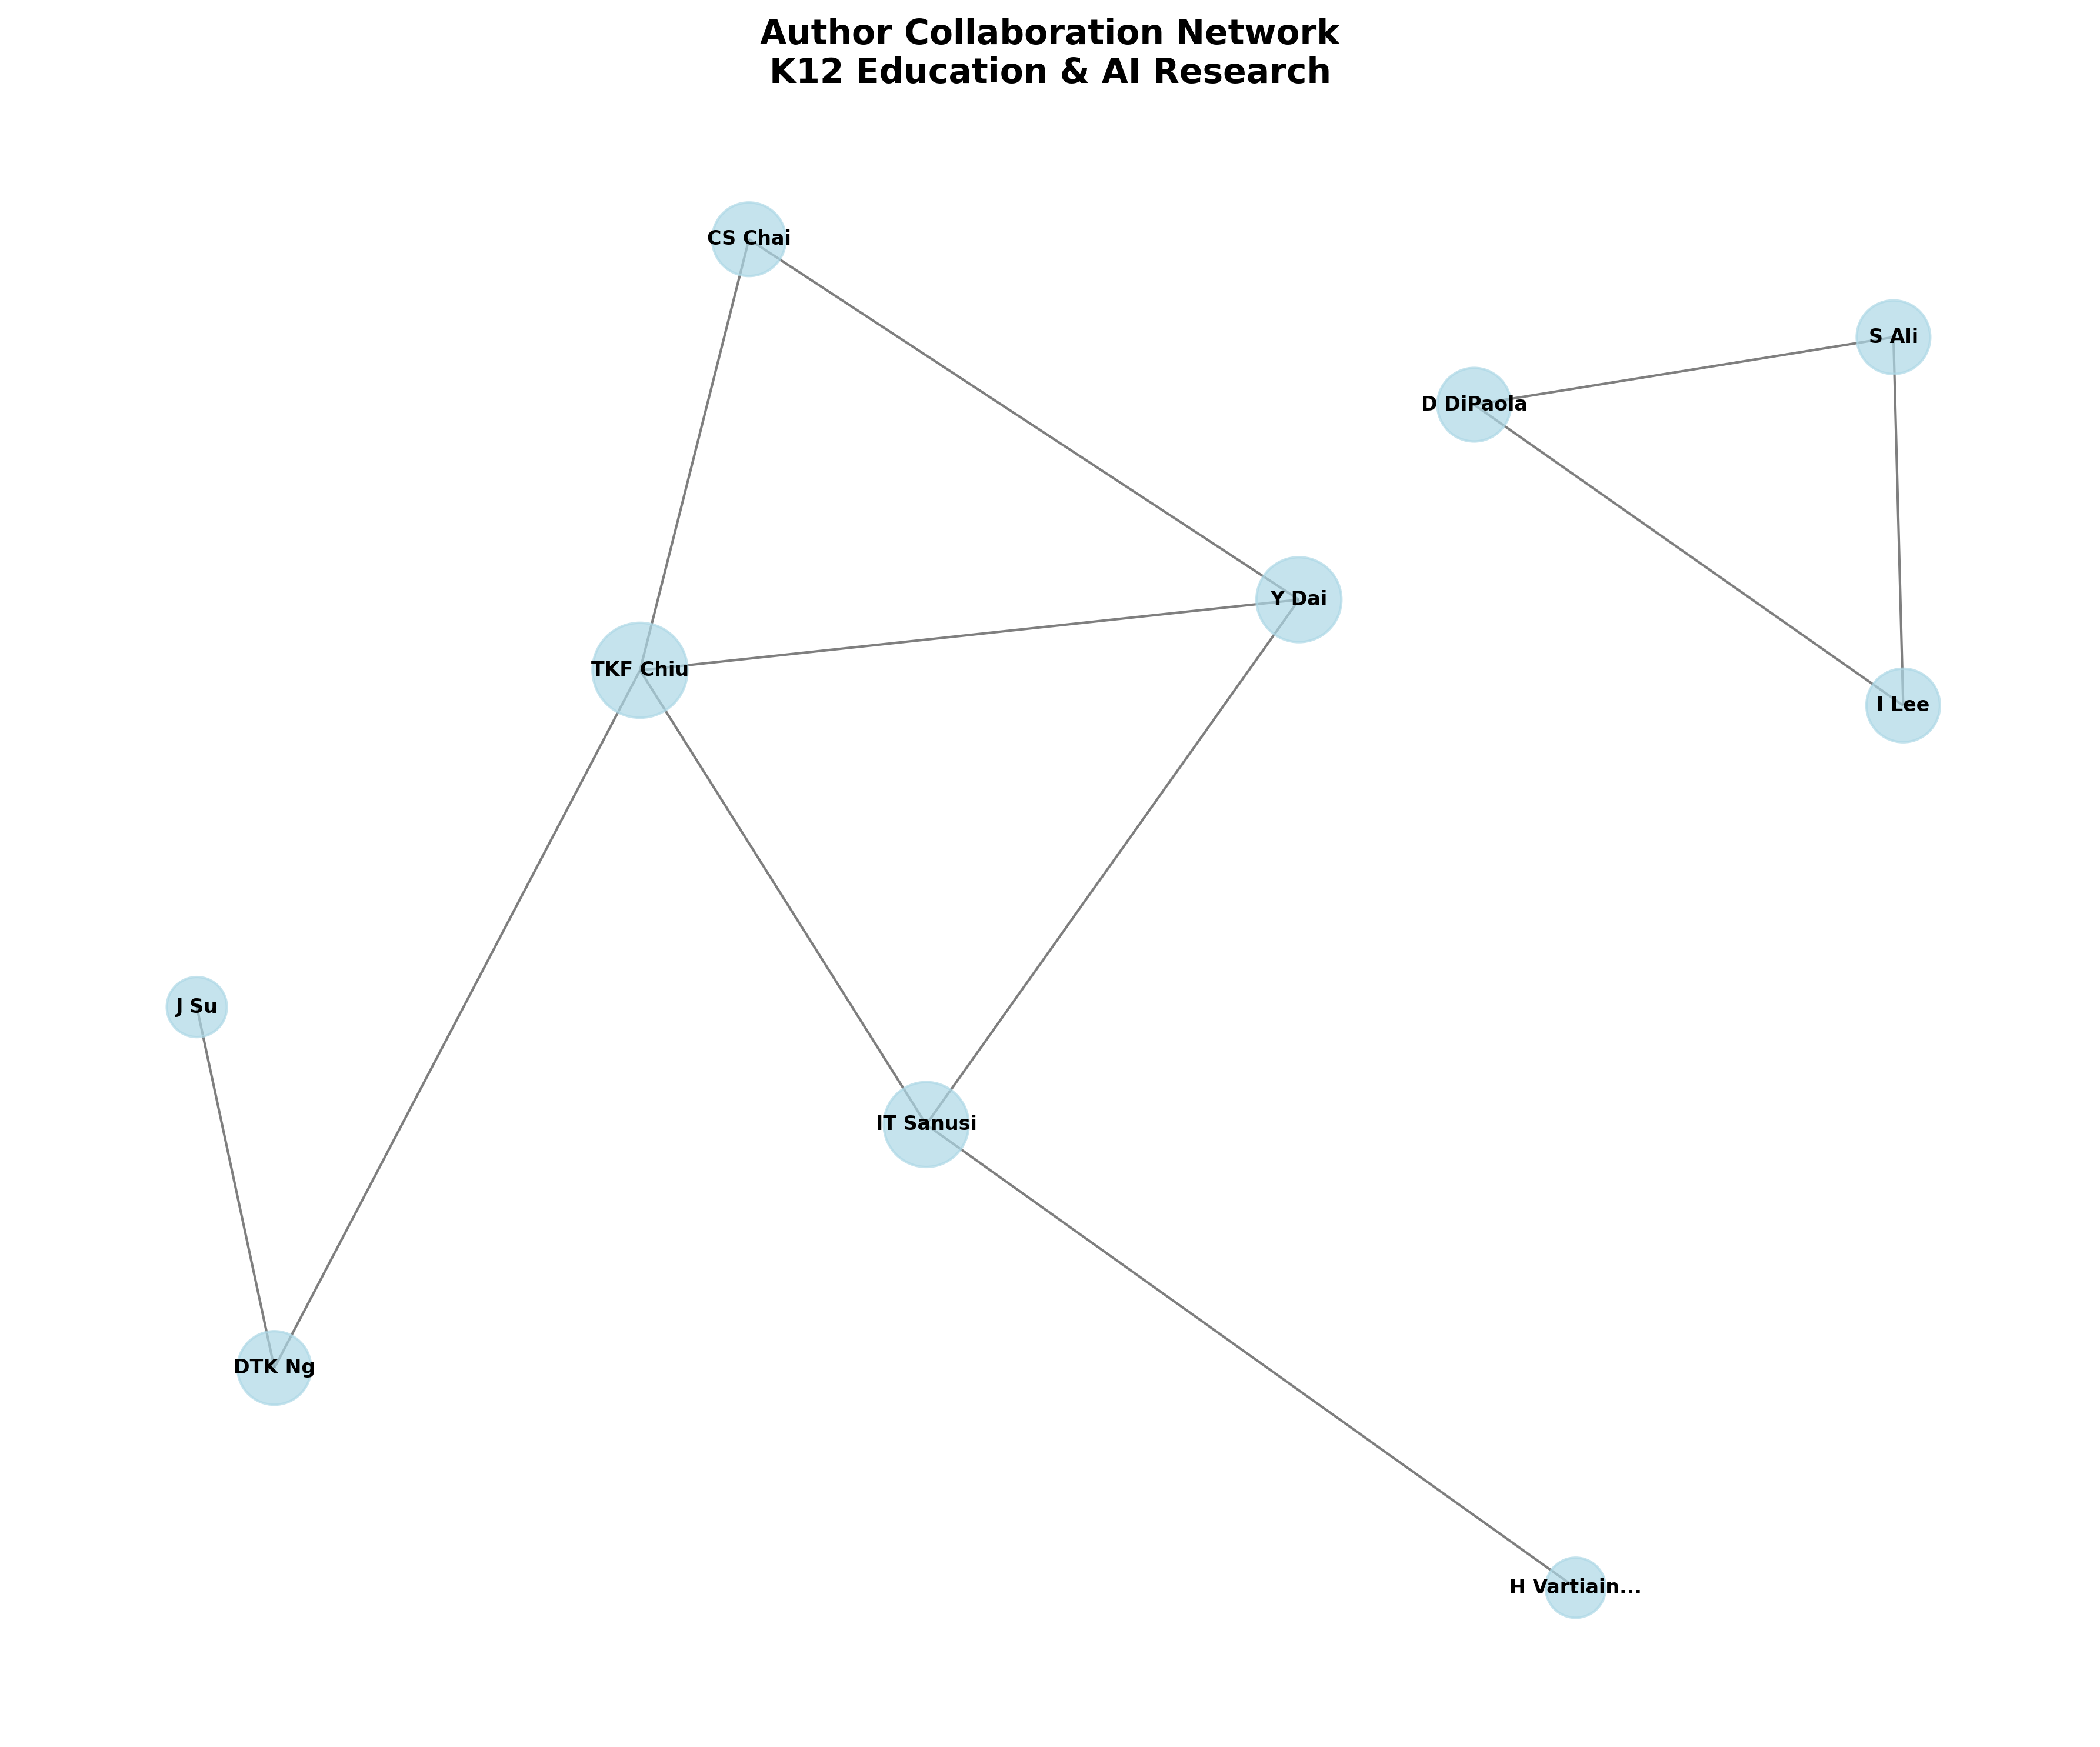 Author Collaboration Network
K12 Education & AI Research
CS Chai
S Ali
D DiPaola
Y Dai
TKF Chiu
I Lee
J Su
IT Sanusi
DTK Ng
H Vartiain...